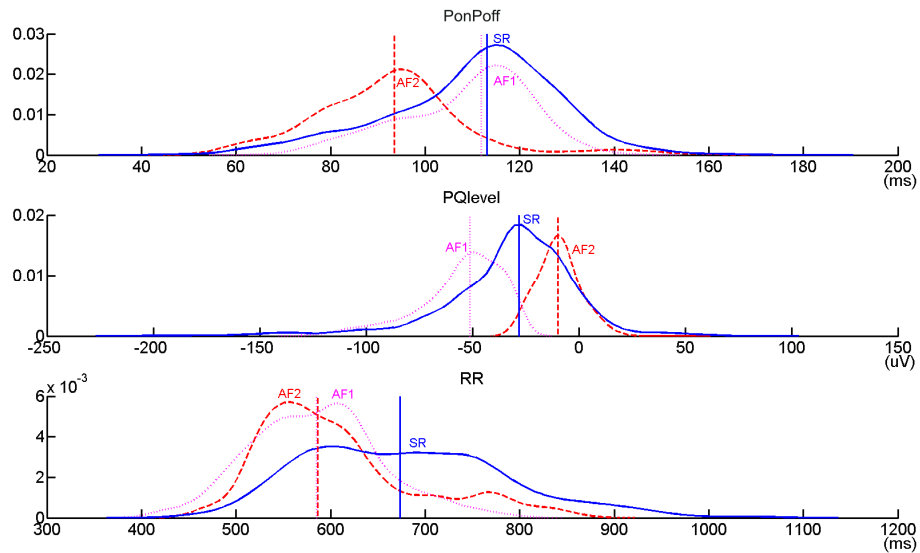 PonPoff
0.03
SR
0.02
AF2
AF1
0.01
0
20 40 60 80 100 120 140 160 180 200
(ms)
PQlevel
0.02
SR
AF1
AF2
0.01
0
-250 -200 -150 -100 -50 0 50 100 150
(uV)
RR
6 x 10-3
AF2
AF1
4
SR
2
0
300 400 500 600 700 800 900 1000 1100 1200
(ms)